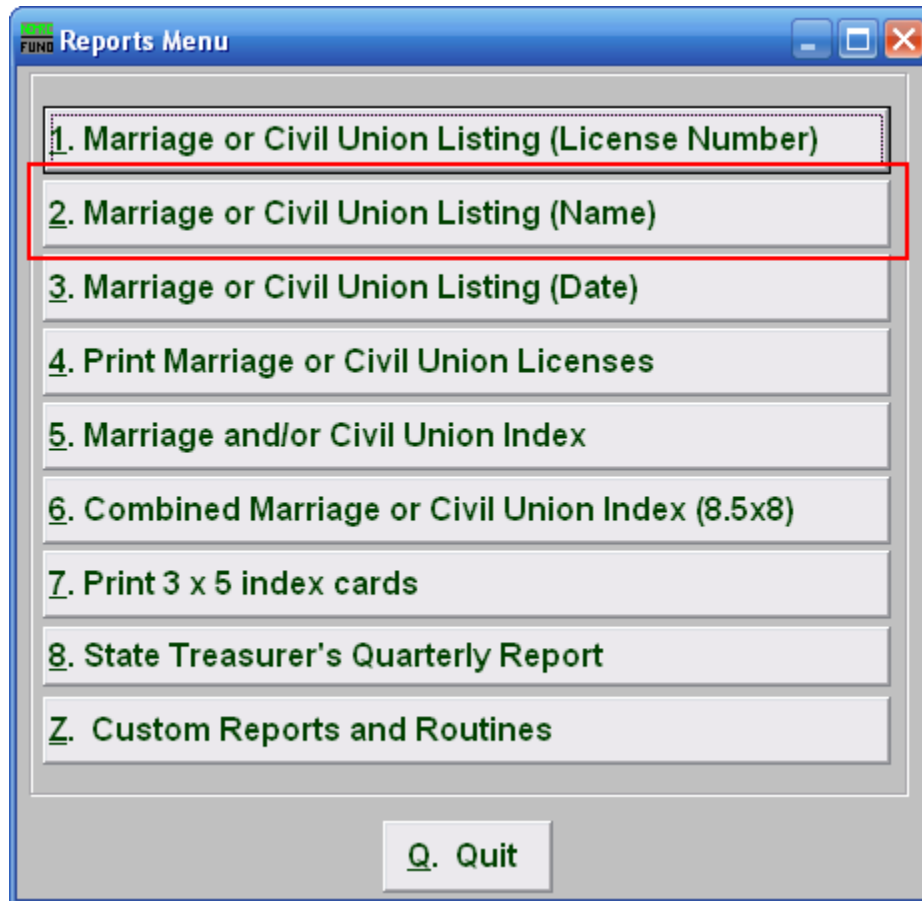 NEMRC
FUND Reports Menu
1. Marriage or Civil Union Listing (License Number)
2. Marriage or Civil Union Listing (Name)
3. Marriage or Civil Union Listing (Date)
4. Print Marriage or Civil Union Licenses
5. Marriage and/or Civil Union Index
6. Combined Marriage or Civil Union Index (8.5x8)
7. Print 3 x 5 index cards
8. State Treasurer's Quarterly Report
Z. Custom Reports and Routines
Q. Quit